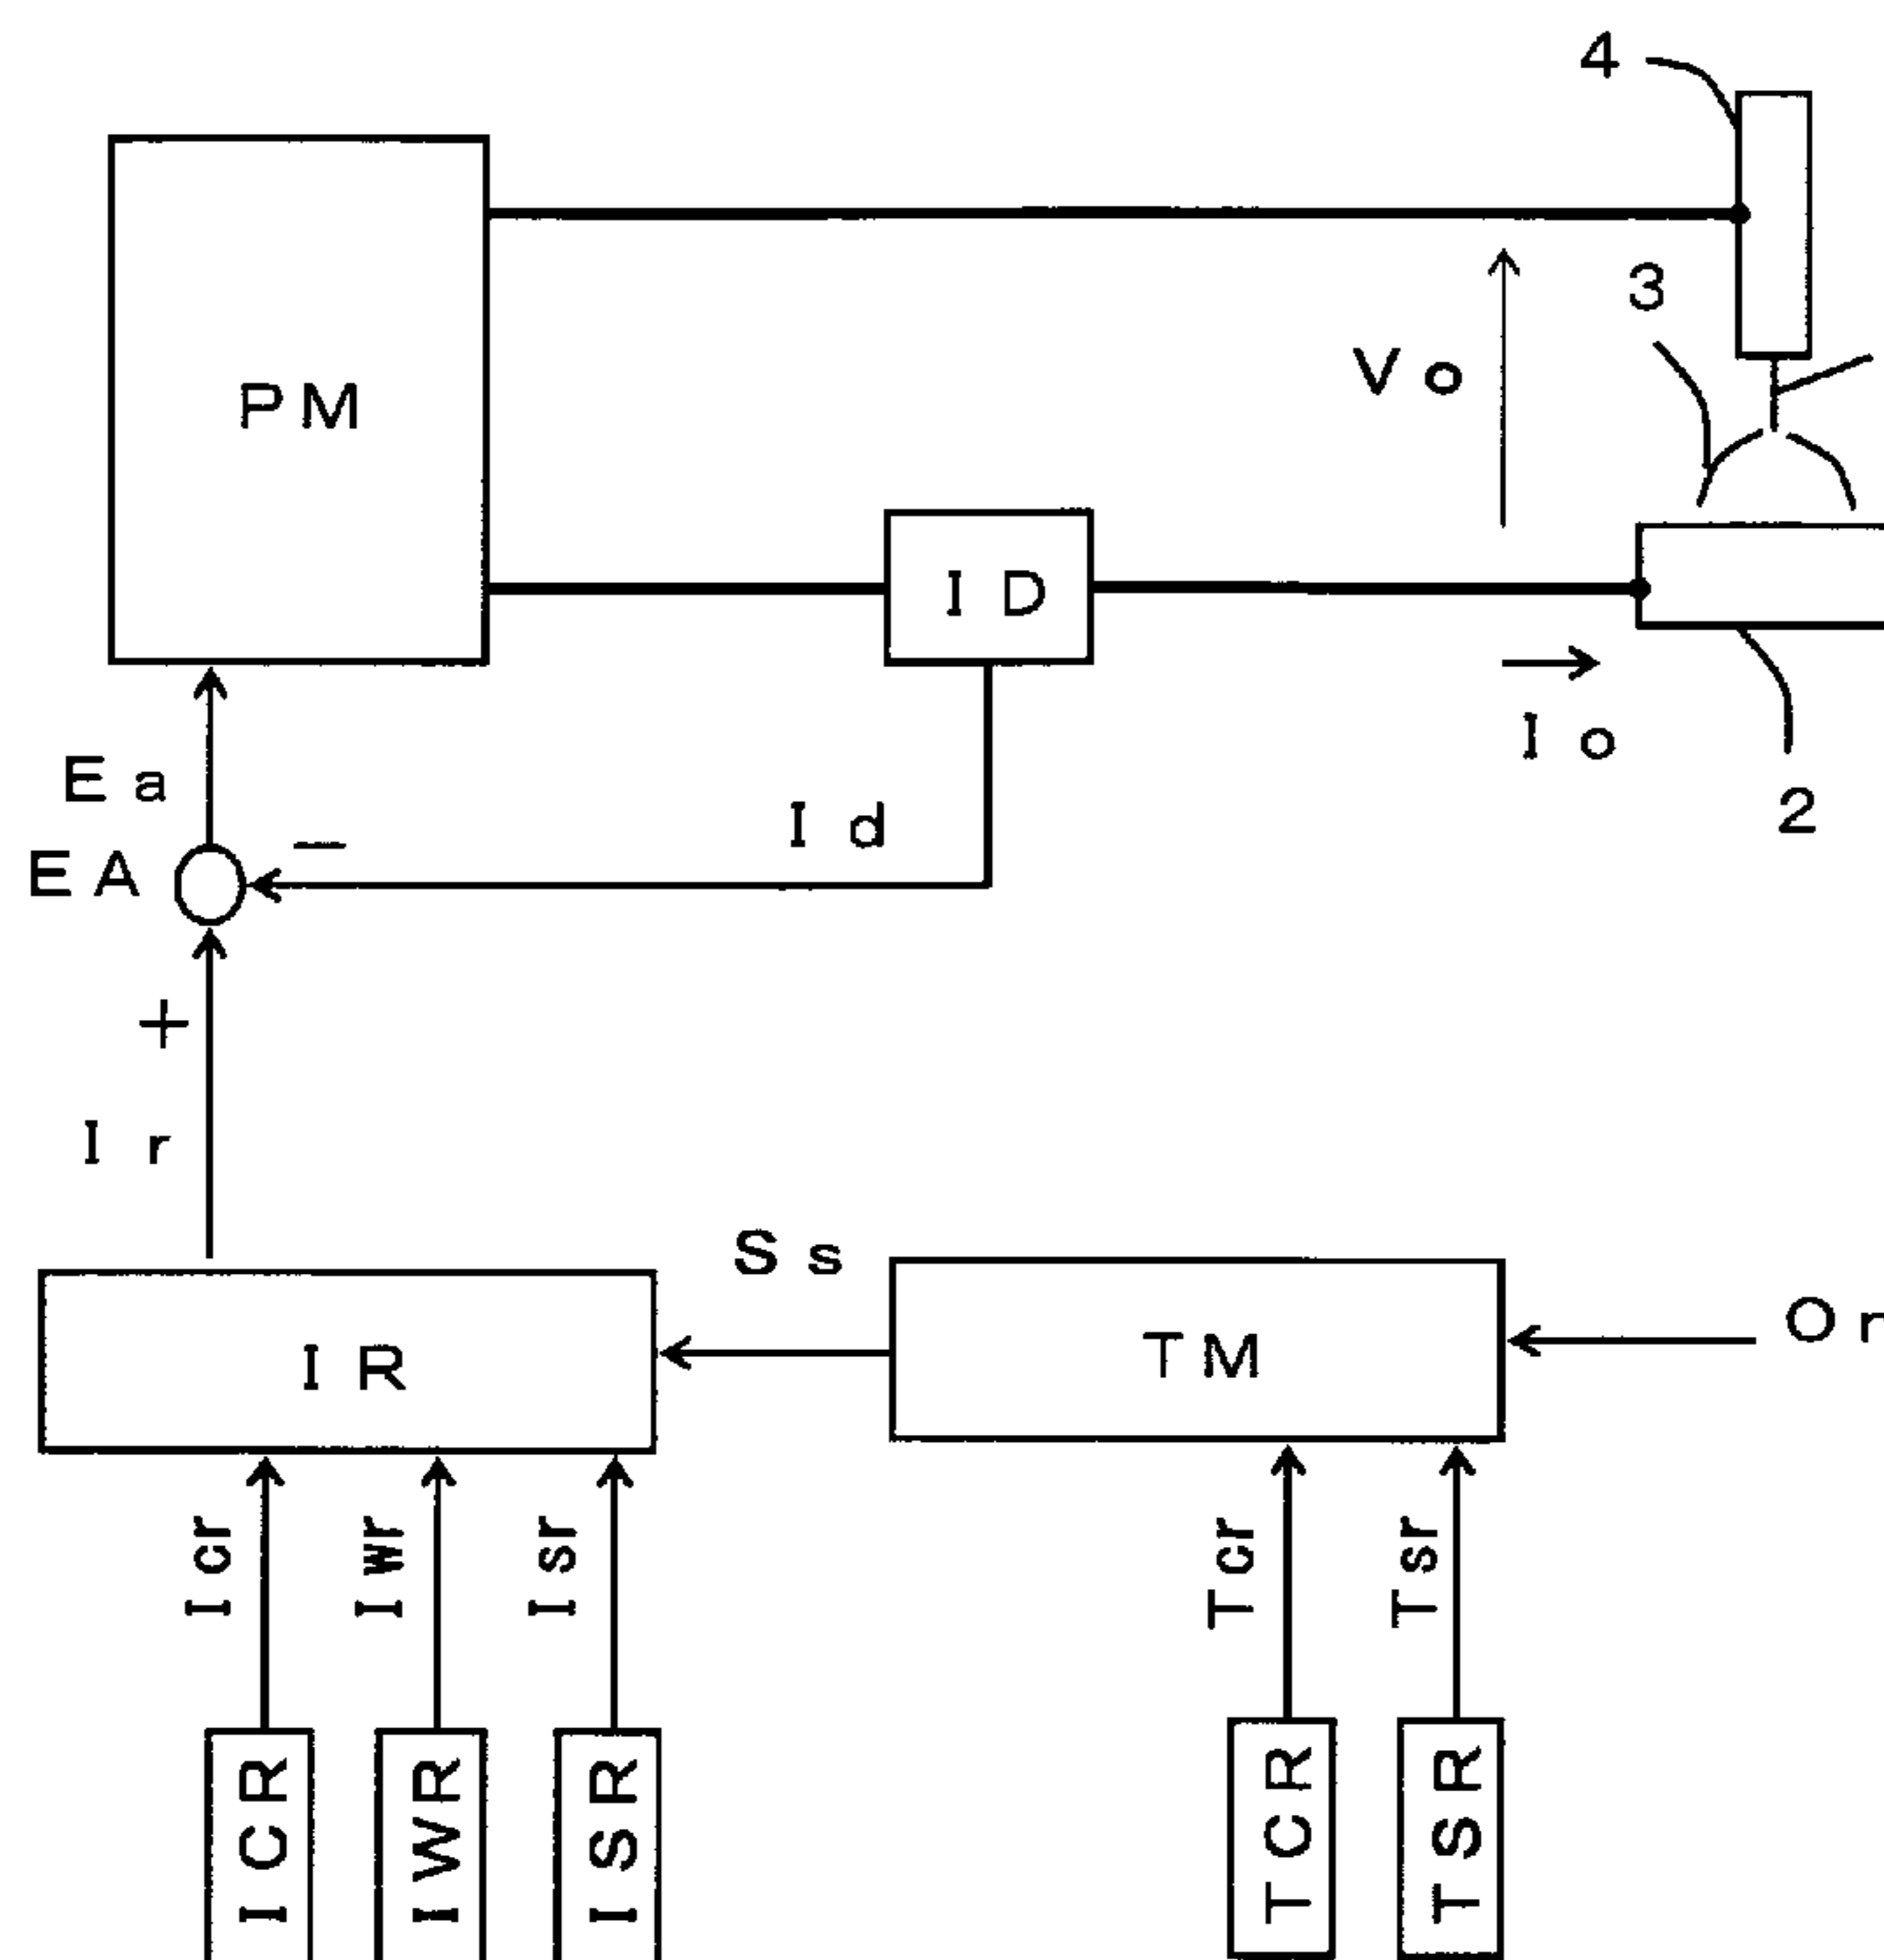 4
3
PM
Vo
ID
Io
Ea
Id
2
EA
−
+
Ir
Ss
IR
TM
Icr
Iwr
Isr
Tcr
Tsr
ICR
IWR
ISR
TCR
TSR